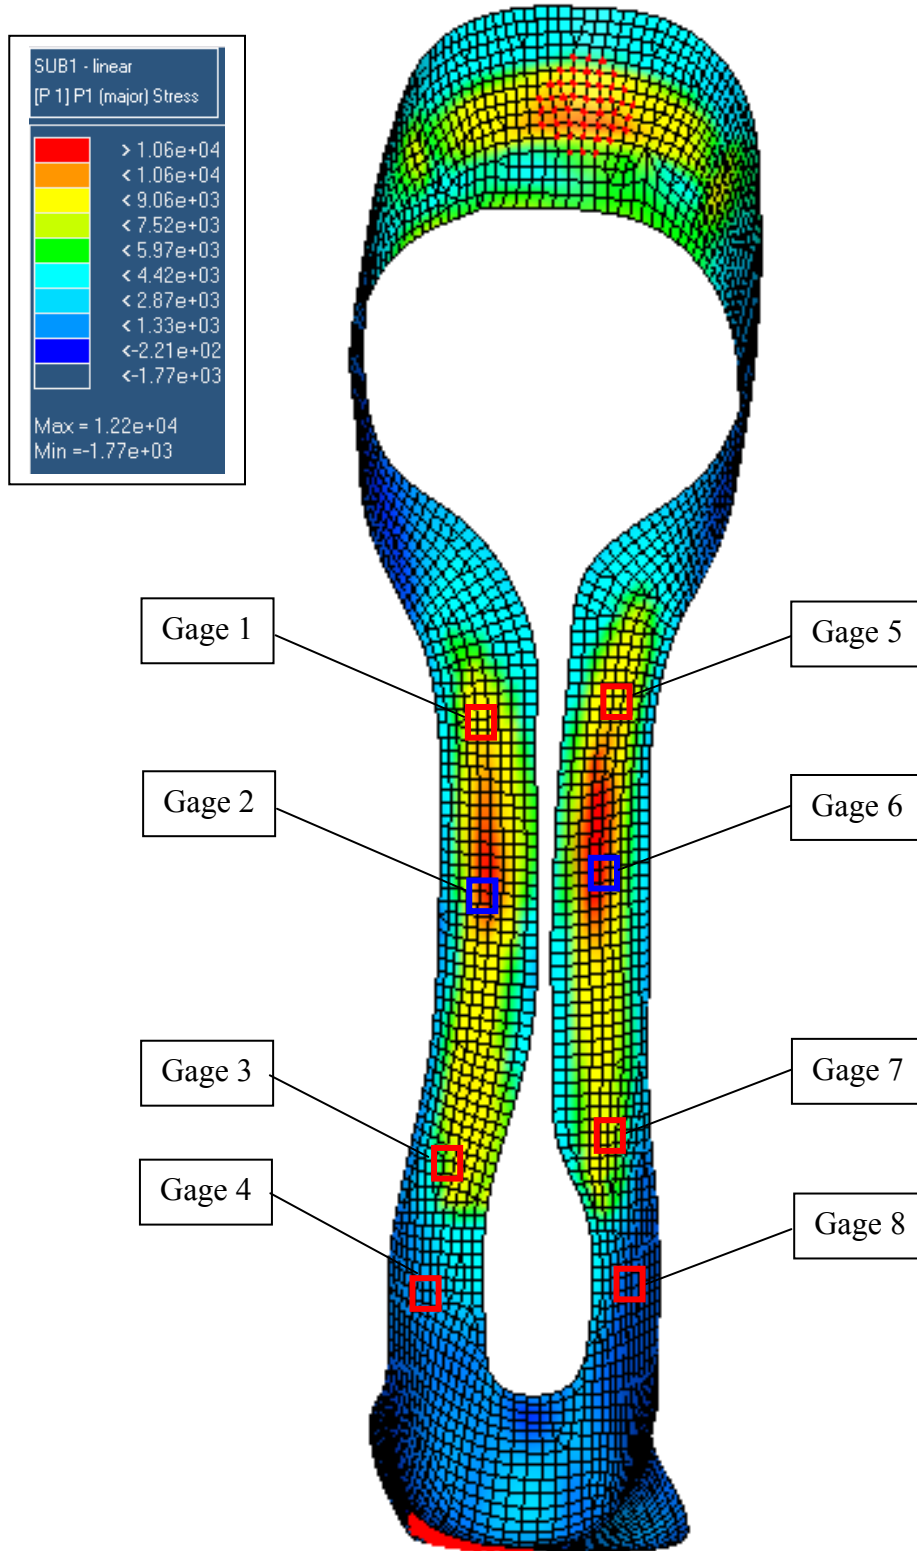 SUB1 - linear
[P 1] P1 (major) Stress
> 1.06e+04
< 1.06e+04
< 9.06e+03
< 7.52e+03
< 5.97e+03
< 4.42e+03
< 2.87e+03
< 1.33e+03
<-2.21e+02
<-1.77e+03
Max = 1.22e+04
Min =-1.77e+03
Gage 1
Gage 5
Gage 2
Gage 6
Gage 3
Gage 7
Gage 4
Gage 8